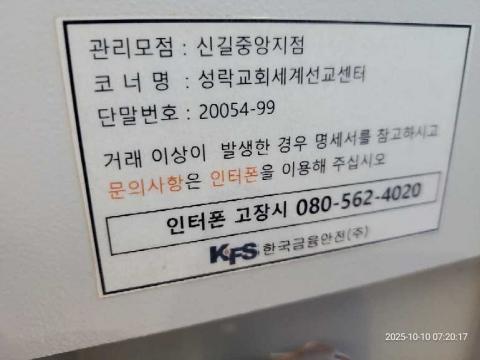 관리모점 : 신길중앙지점
코 너 명 : 성락교회세계선교센터
단말번호 : 20054-99
거래 이상이 발생한 경우 명세서를 참고하시고
문의사항은 인터폰을 이용해 주십시오
인터폰 고장시 080-562-4020
KFS 한국금융안전(주)
2025-10-10 07:20:17